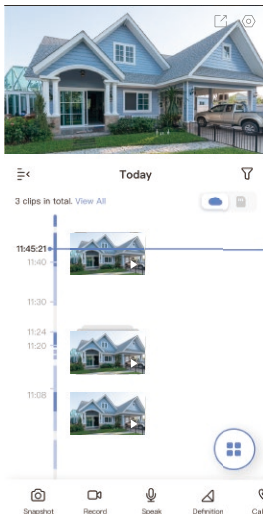 Today
3 clips in total. View All
11:45:21
11:40
11:30
11:24
11:20
11:08
Snapshot
Record
Speak
Definition
Cal